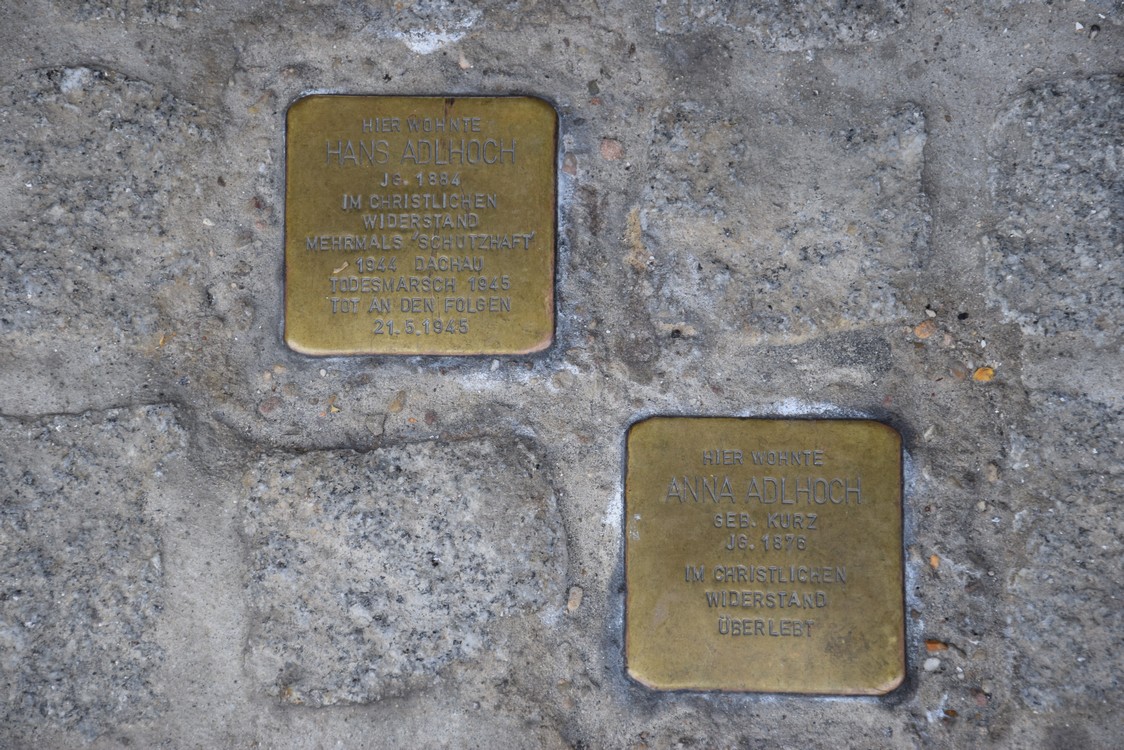 HIER WOHNTE
HANS ADLHOCH
JG. 1884
IM CHRISTLICHEN
WIDERSTAND
MEHRMALS 'SCHUTZHAFT'
1944 DACHAU
TODESMARSCH 1945
TOT AN DEN FOLGEN
21.5.1945
HIER WOHNTE
ANNA ADLHOCH
GEB. KURZ
JG. 1876
IM CHRISTLICHEN
WIDERSTAND
ÜBERLEBT